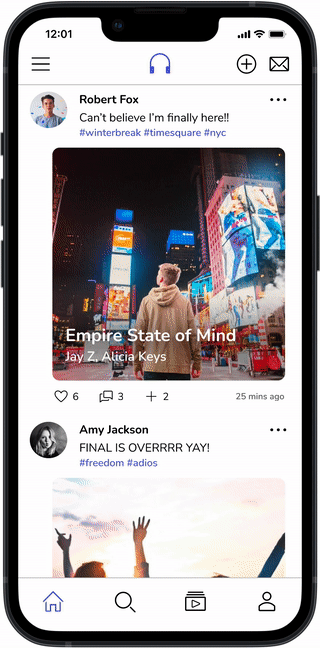 12:01
Robert Fox
Can't believe I'm finally here!!
#winterbreak #timesquare #nyc
Empire State of Mind
Jay Z, Alicia Keys
6
3
2
25 mins ago
Amy Jackson
FINAL IS OVERRRR YAY!
#freedom #adios